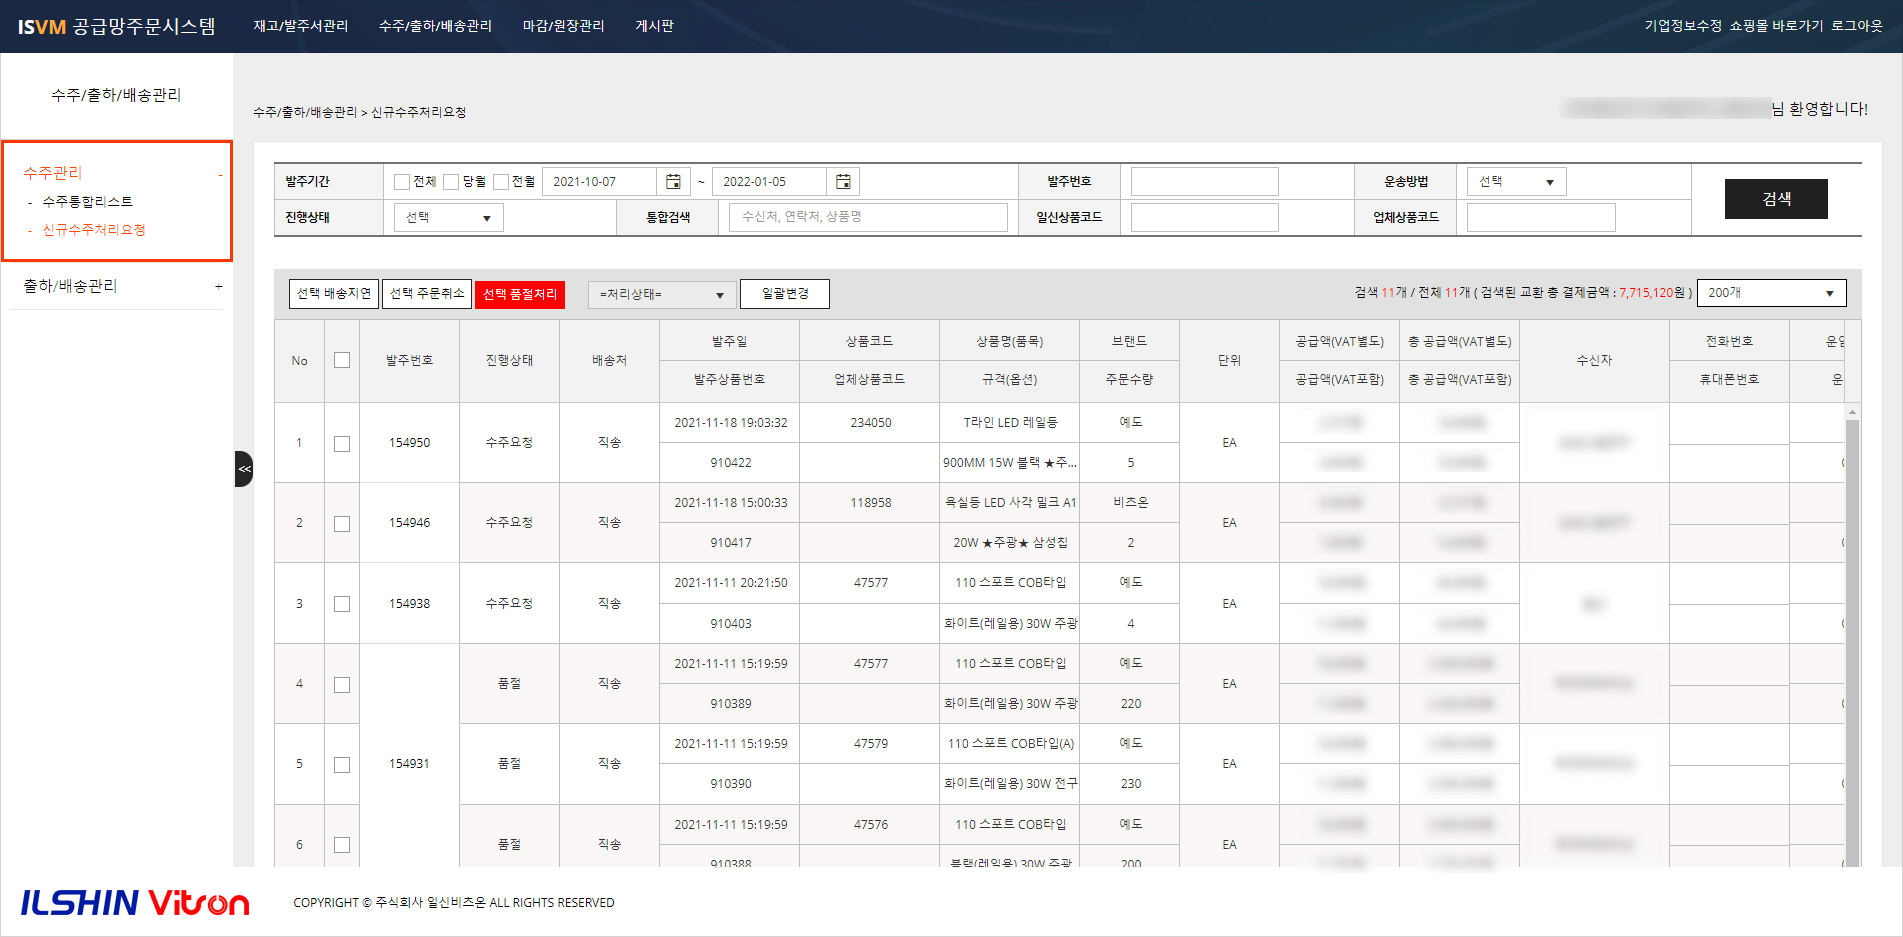 ISVM 공급망주문시스템
재고/발주서관리
수주/출하/배송관리
마감/원장관리
게시판
기업정보수정 쇼핑몰 바로가기 로그아웃
수주/출하/배송관리
수주관리 -
- 수주통합리스트
- 신규수주처리요청
출하/배송관리 +
<<
수주/출하/배송관리 > 신규수주처리요청
님 환영합니다!
발주기간 전체 당월 전월 2021-10-07 ~ 2022-01-05 발주번호 운송방법 선택 ▼
진행상태 선택 ▼ 통합검색 수신처, 연락처, 상품명 일신상품코드 업체상품코드
검색
선택 배송지연 선택 주문취소 선택 품절처리 =처리상태= ▼ 일괄변경 검색 11개 / 전체 11개 ( 검색된 교환 총 결제금액 : 7,715,120원 ) 200개 ▼
No 발주번호 진행상태 배송처 발주일 상품코드 상품명(품목) 브랜드 단위 공급액(VAT별도) 총 공급액(VAT별도) 수신자 전화번호
발주상품번호 업체상품코드 규격(옵션) 주문수량 공급액(VAT포함) 총 공급액(VAT포함) 휴대폰번호 운
1 154950 수주요청 직송 2021-11-18 19:03:32 234050 T라인 LED 레일등 예도 EA
910422 900MM 15W 블랙 ★주... 5
2 154946 수주요청 직송 2021-11-18 15:00:33 118958 욕실등 LED 사각 밀크 A1 비츠온 EA
910417 20W ★주광★ 삼성칩 2
3 154938 수주요청 직송 2021-11-11 20:21:50 47577 110 스포트 COB타입 예도 EA
910403 화이트(레일용) 30W 주광 4
4 품절 직송 2021-11-11 15:19:59 47577 110 스포트 COB타입 예도 EA
910389 화이트(레일용) 30W 주광 220
5 154931 품절 직송 2021-11-11 15:19:59 47579 110 스포트 COB타입(A) 예도 EA
910390 화이트(레일용) 30W 전구 230
6 품절 직송 2021-11-11 15:19:59 47576 110 스포트 COB타입 예도 EA
910388 블랙(레일용) 30W 주광 200
ILSHIN Vitson
COPYRIGHT © 주식회사 일신비츠온 ALL RIGHTS RESERVED